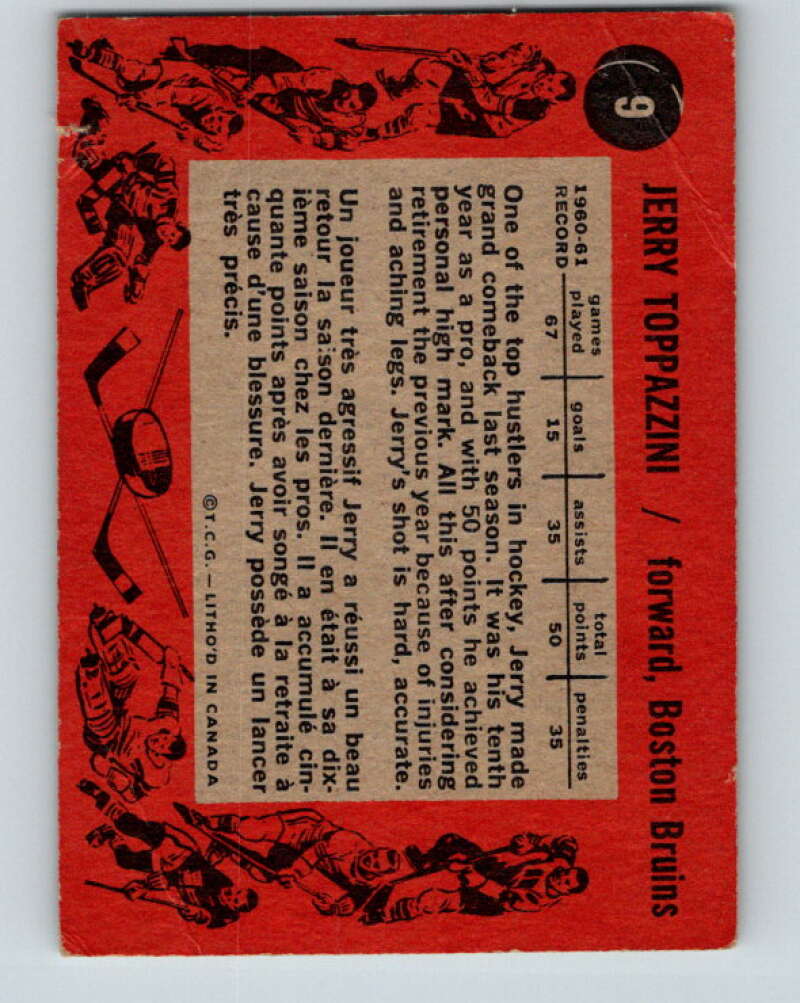 9
JERRY TOPPAZZINI / forward, Boston Bruins
games total
1960-61 played goals assists points penalties
RECORD 67 15 35 50 35
One of the top hustlers in hockey, Jerry made
grand comeback last season. It was his tenth
year as a pro, and with 50 points he achieved
personal high mark. All this after considering
retirement the previous year because of injuries
and aching legs. Jerry's shot is hard, accurate.
Un joueur très agressif Jerry a réussi un beau
retour la saison dernière. Il en était à sa dix-
ième saison chez les pros. Il a accumulé cin-
quante points après avoir songé à la retraite à
cause d'une blessure. Jerry possède un lancer
très précis.
©T.C.G.—LITHO'D IN CANADA